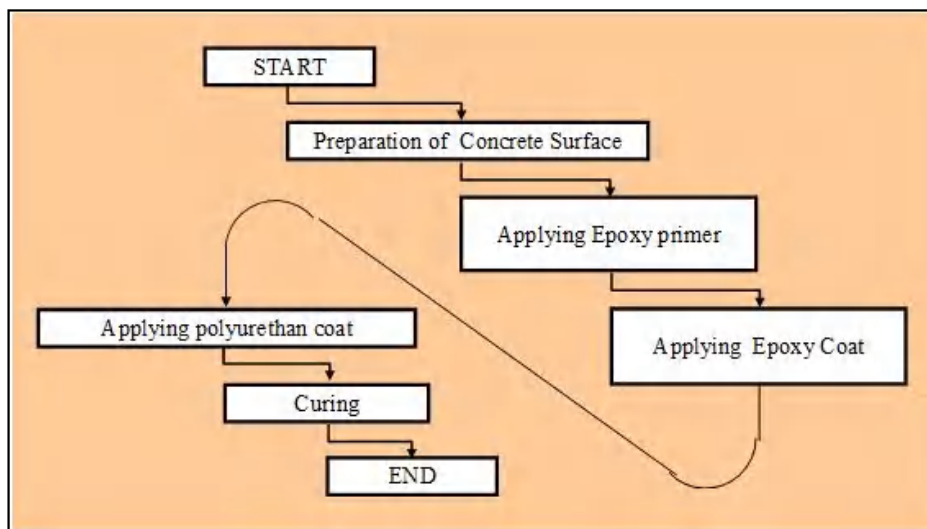 START
Preparation of Concrete Surface
Applying Epoxy primer
Applying Epoxy Coat
Applying polyurethan coat
Curing
END